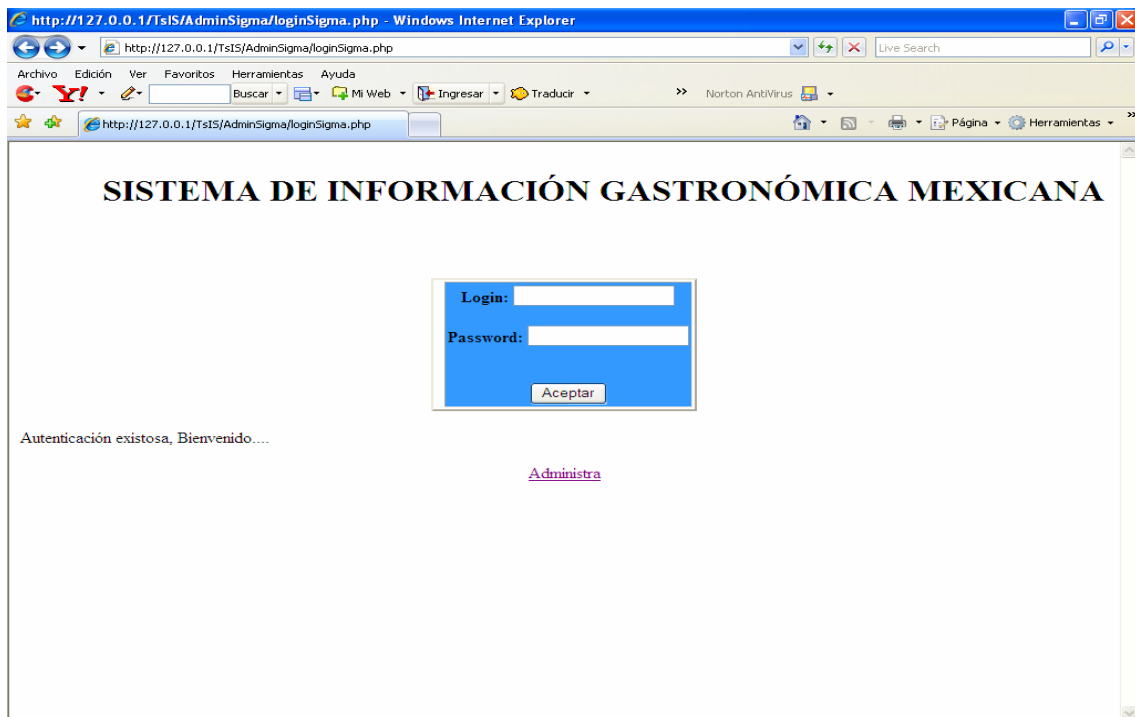 http://127.0.0.1/TsIS/AdminSigma/loginSigma.php - Windows Internet Explorer
http://127.0.0.1/TsIS/AdminSigma/loginSigma.php Live Search
Archivo Edición Ver Favoritos Herramientas Ayuda
Y! Buscar Mi Web Ingresar Traducir » Norton AntiVirus
http://127.0.0.1/TsIS/AdminSigma/loginSigma.php Página Herramientas »
SISTEMA DE INFORMACIÓN GASTRONÓMICA MEXICANA
Login:
Password:
Aceptar
Autenticación existosa, Bienvenido....
Administra